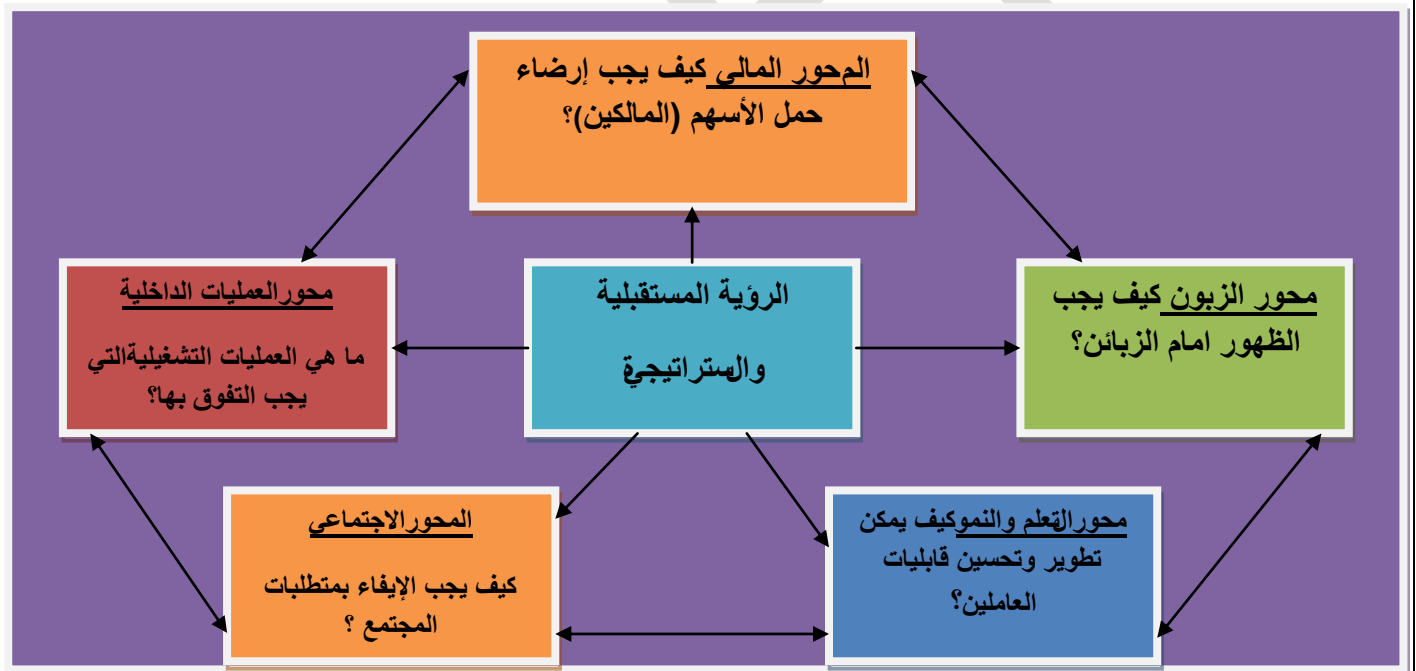 المحور المالي كيف يجب إرضاء
حمل الأسهم (المالكين)؟
محور الزبون كيف يجب
الظهور امام الزبائن؟
الرؤية المستقبلية
والستراتيجية
محورالعمليات الداخلية
ما هي العمليات التشغيليةالتي
يجب التفوق بها؟
محورالتعلم والنموكيف يمكن
تطوير وتحسين قابليات
العاملين؟
المحورالاجتماعي
كيف يجب الإيفاء بمتطلبات
المجتمع ؟